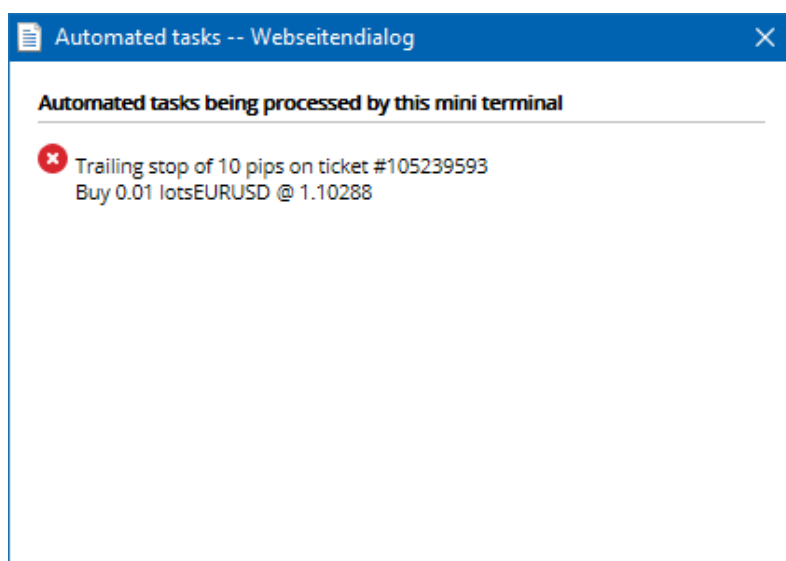 Automated tasks -- Webseitendialog
Automated tasks being processed by this mini terminal
Trailing stop of 10 pips on ticket #105239593
Buy 0.01 lotsEURUSD @ 1.10288